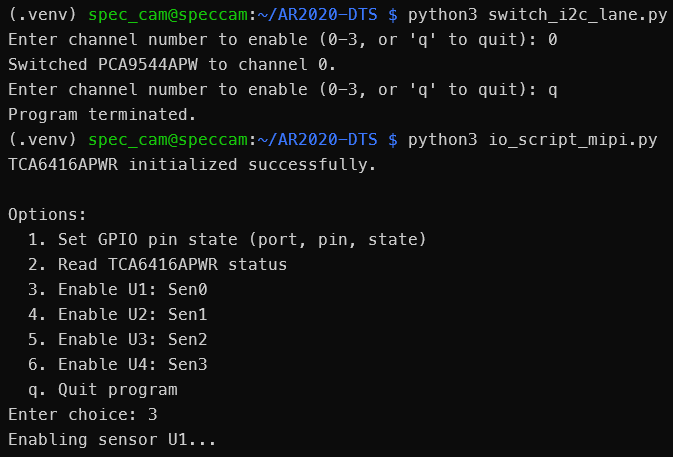 (.venv) spec_cam@speccam:~/AR2020-DTS $ python3 switch_i2c_lane.py
Enter channel number to enable (0-3, or 'q' to quit): 0
Switched PCA9544APW to channel 0.
Enter channel number to enable (0-3, or 'q' to quit): q
Program terminated.
(.venv) spec_cam@speccam:~/AR2020-DTS $ python3 io_script_mipi.py
TCA6416APWR initialized successfully.

Options:
  1. Set GPIO pin state (port, pin, state)
  2. Read TCA6416APWR status
  3. Enable U1: Sen0
  4. Enable U2: Sen1
  5. Enable U3: Sen2
  6. Enable U4: Sen3
  q. Quit program
Enter choice: 3
Enabling sensor U1...